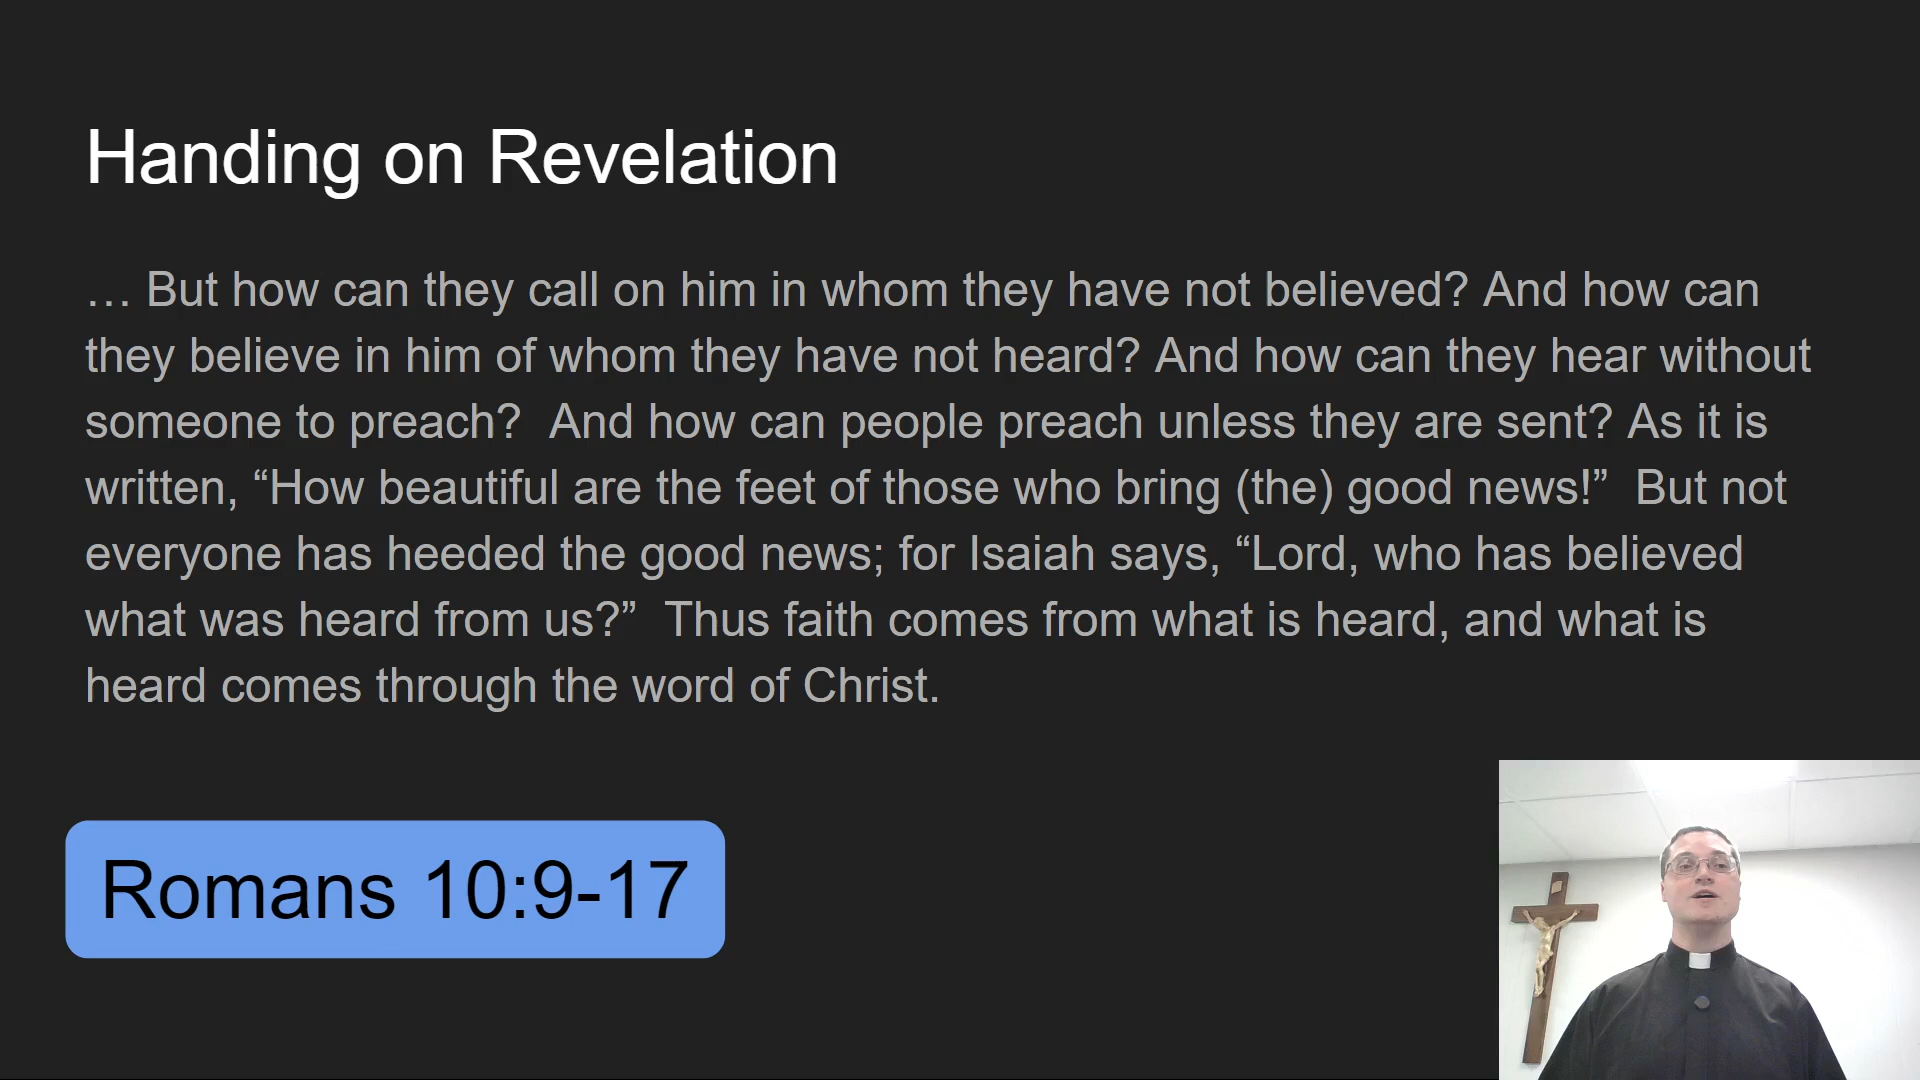 Handing on Revelation
… But how can they call on him in whom they have not believed? And how can
they believe in him of whom they have not heard? And how can they hear without
someone to preach?  And how can people preach unless they are sent? As it is
written, “How beautiful are the feet of those who bring (the) good news!”  But not
everyone has heeded the good news; for Isaiah says, “Lord, who has believed
what was heard from us?”  Thus faith comes from what is heard, and what is
heard comes through the word of Christ.
Romans 10:9-17